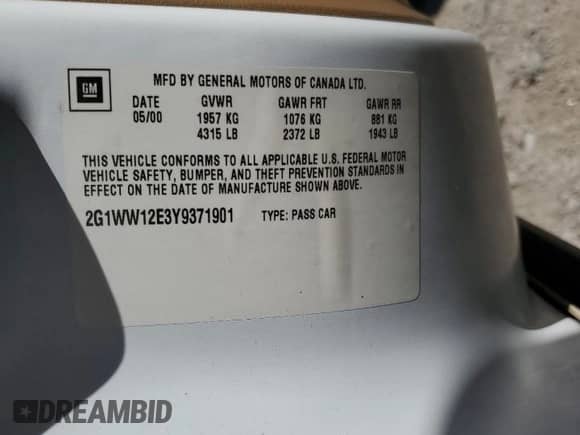 GM
MFD BY GENERAL MOTORS OF CANADA LTD.
DATE GVWR GAWR FRT GAWR RR
05/00 1957 KG 1076 KG 881 KG
4315 LB 2372 LB 1943 LB
THIS VEHICLE CONFORMS TO ALL APPLICABLE U.S. FEDERAL MOTOR
VEHICLE SAFETY, BUMPER, AND THEFT PREVENTION STANDARDS IN
EFFECT ON THE DATE OF MANUFACTURE SHOWN ABOVE.
2G1WW12E3Y9371901 TYPE: PASS CAR
DREAMBID